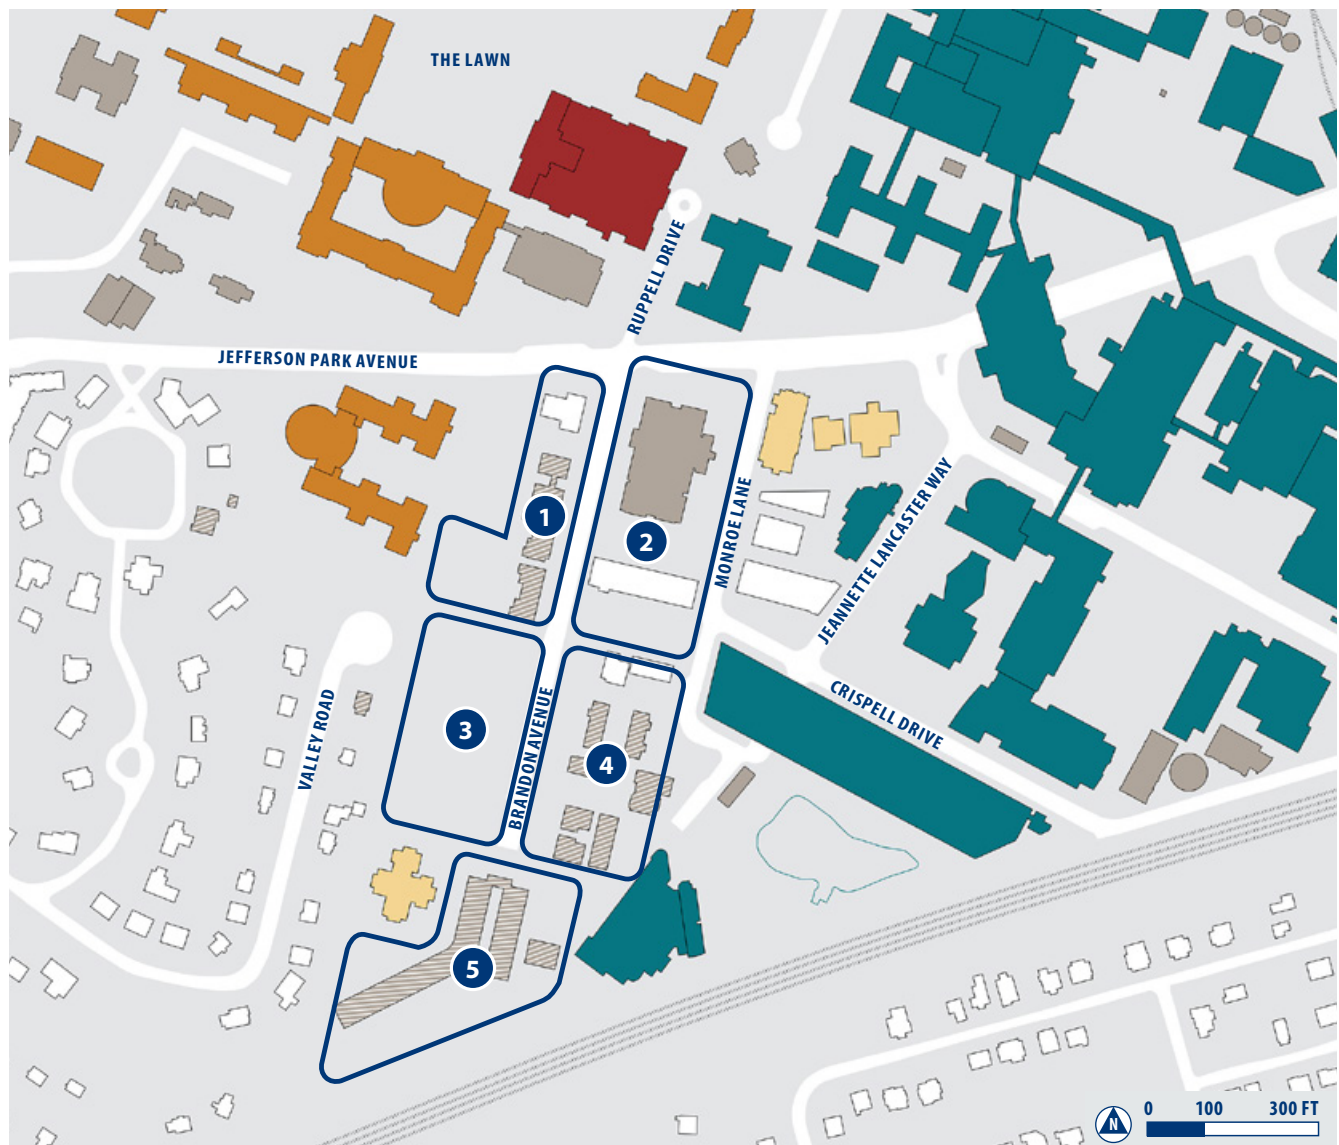 THE LAWN
RUPPELL DRIVE
JEFFERSON PARK AVENUE
1
2
MONROE LANE
JEANNETTE LANCASTER WAY
CRISPELL DRIVE
VALLEY ROAD
3
BRANDON AVENUE
4
5
N
0 100 300 FT